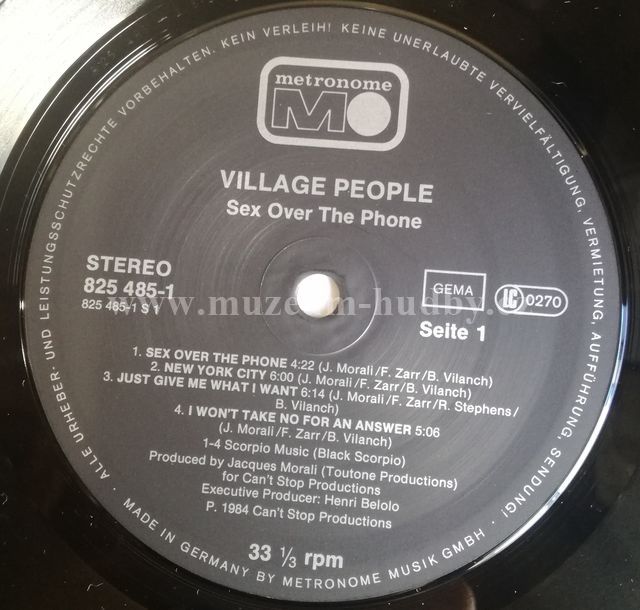 ALLE URHEBER- UND LEISTUNGSSCHUTZRECHTE VORBEHALTEN. KEIN VERLEIH! KEINE UNERLAUBTE VERVIELFÄLTIGUNG, VERMIETUNG, AUFFÜHRUNG, SENDUNG!
metronome
M
VILLAGE PEOPLE
Sex Over The Phone
STEREO
825 485-1
825 485-1 S 1
GEMA
LC 0270
Seite 1
www.muzeum-hudby.cz
1. SEX OVER THE PHONE 4:22 (J. Morali/F. Zarr/B. Vilanch)
2. NEW YORK CITY 6:00 (J. Morali/F. Zarr/B. Vilanch)
3. JUST GIVE ME WHAT I WANT 6:14 (J. Morali/F. Zarr/R. Stephens/
B. Vilanch)
4. I WON'T TAKE NO FOR AN ANSWER 5:06
(J. Morali/F. Zarr/B. Vilanch)
1-4 Scorpio Music (Black Scorpio)
Produced by Jacques Morali (Toutone Productions)
for Can't Stop Productions
Executive Producer: Henri Belolo
P. 1984 Can't Stop Productions
33 1/3 rpm
• MADE IN GERMANY BY METRONOME MUSIK GMBH •